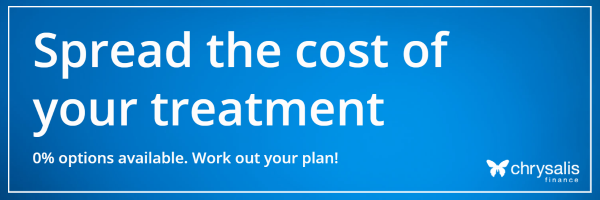 Spread the cost of
your treatment
0% options available. Work out your plan!
chrysalis
finance